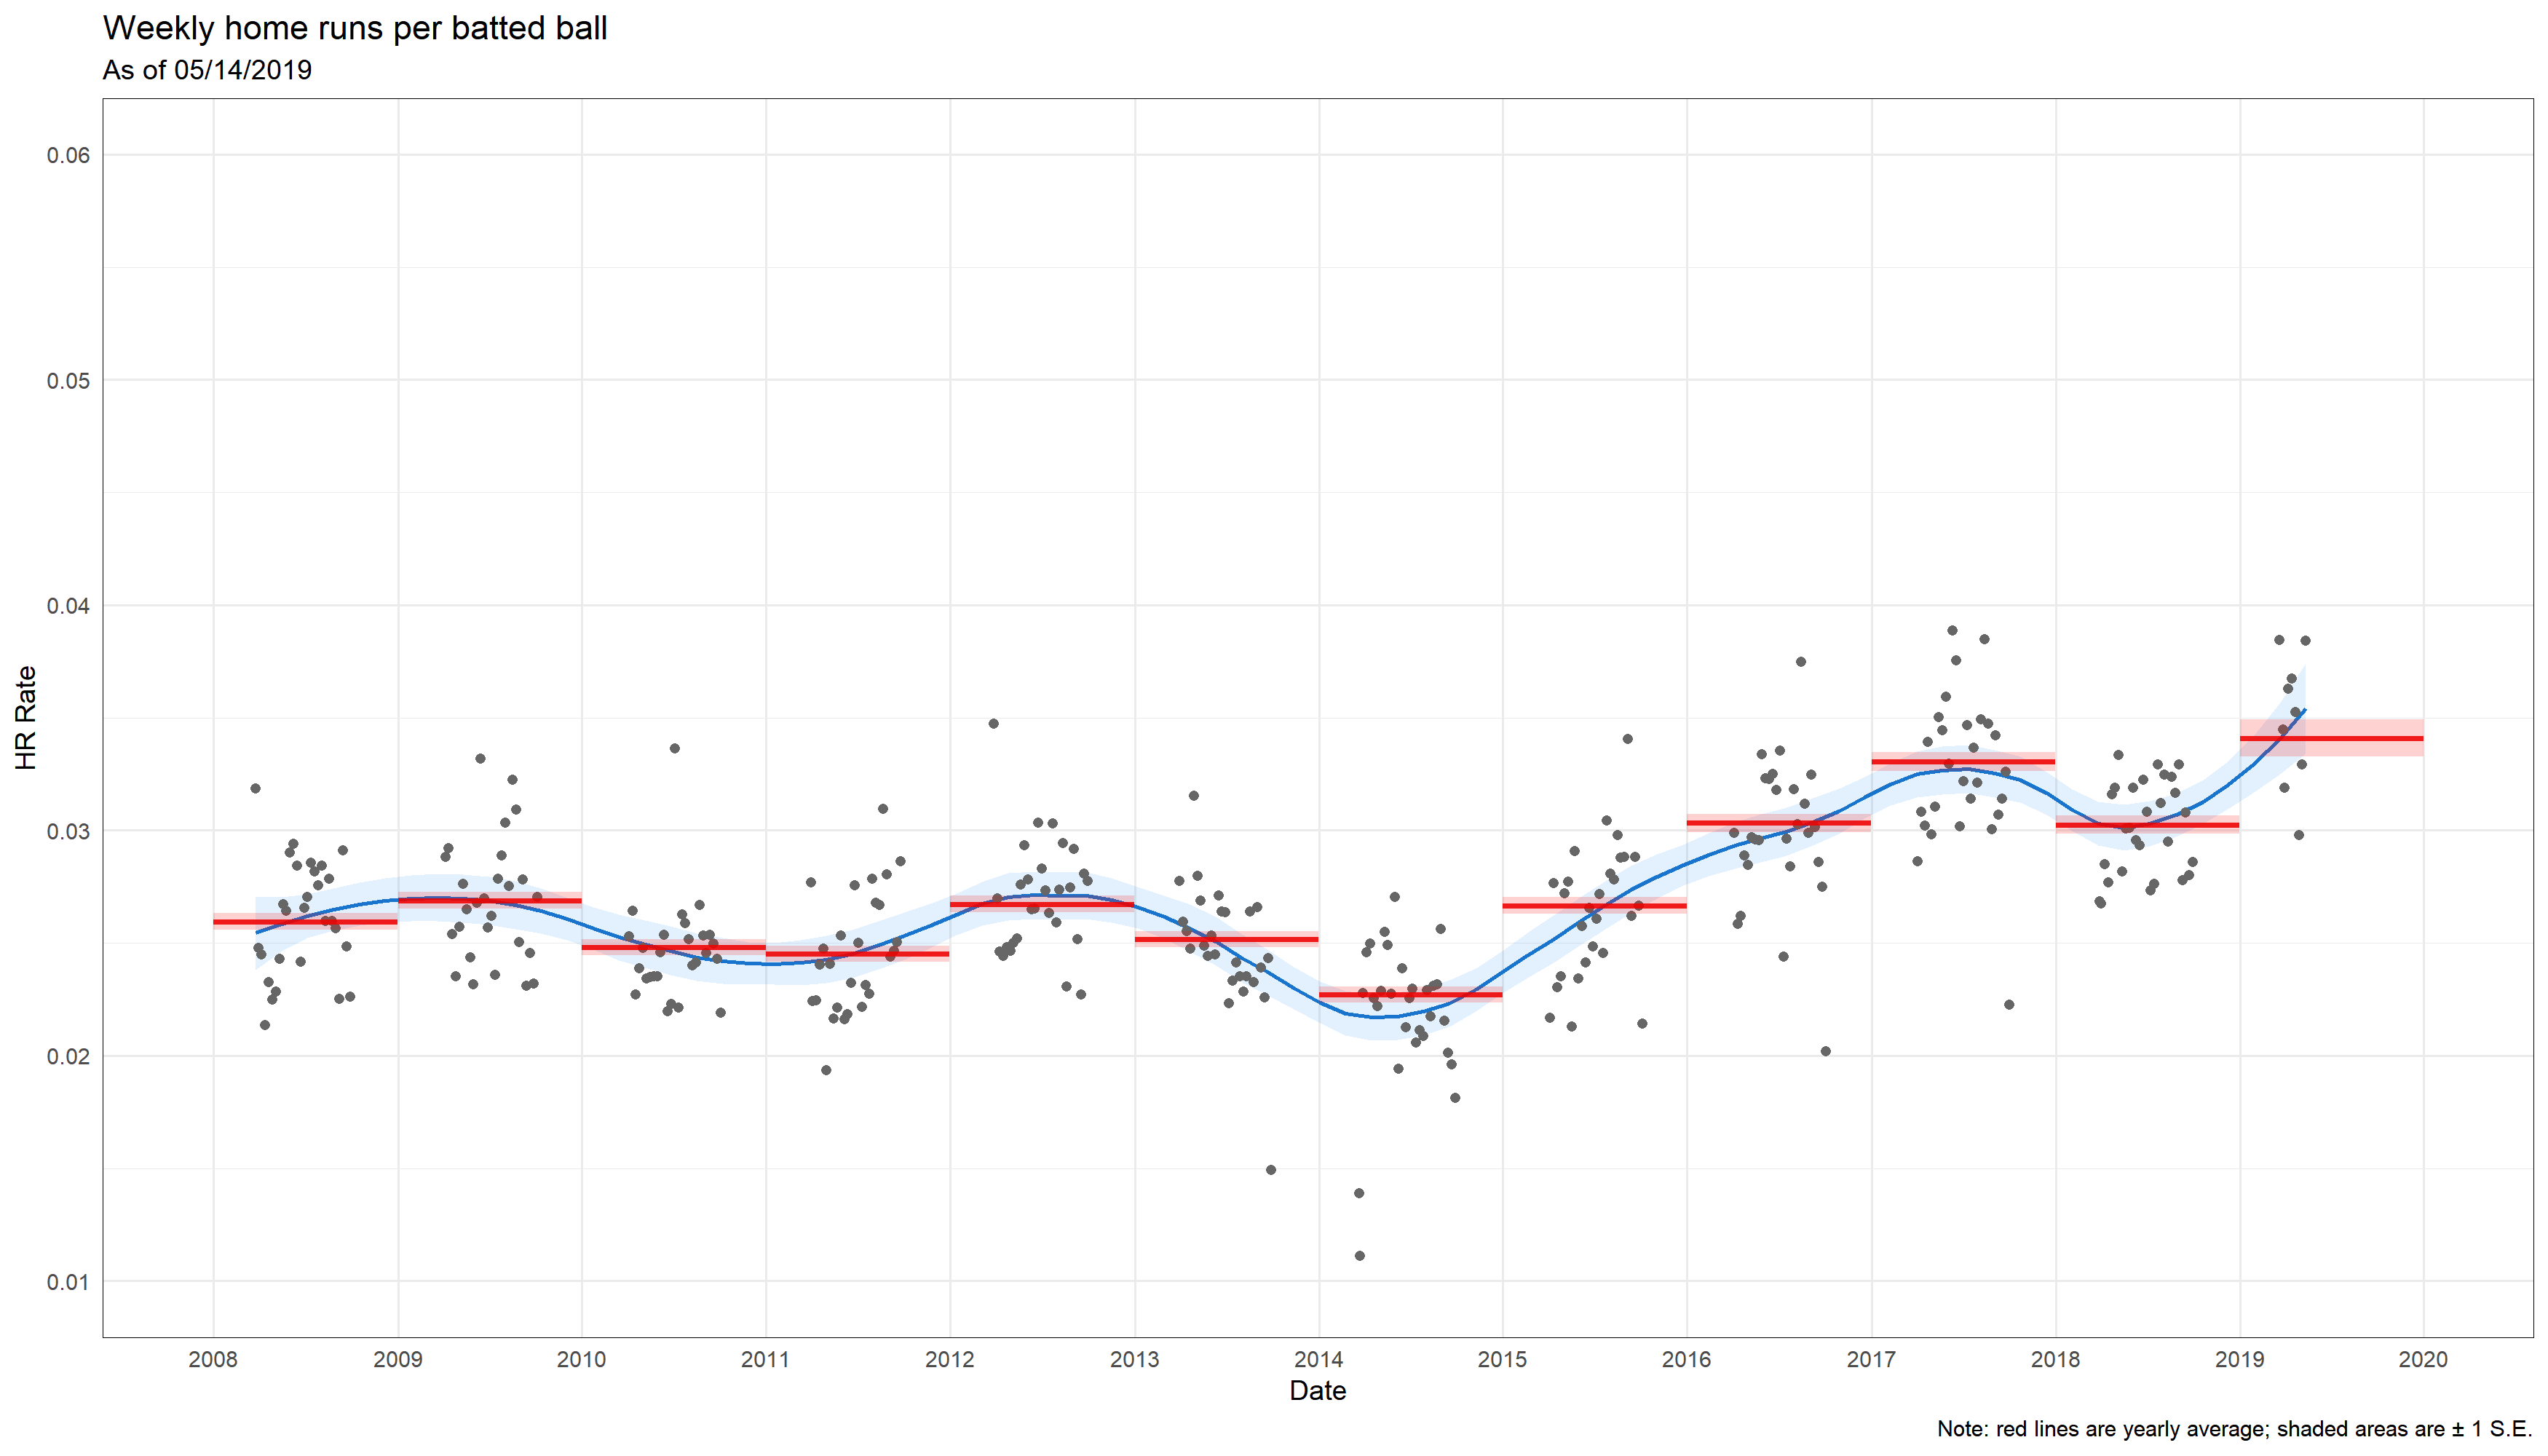 Weekly home runs per batted ball
As of 05/14/2019
0.06
0.05
0.04
0.03
0.02
0.01
HR Rate
2008 2009 2010 2011 2012 2013 2014 2015 2016 2017 2018 2019 2020
Date
Note: red lines are yearly average; shaded areas are ± 1 S.E.